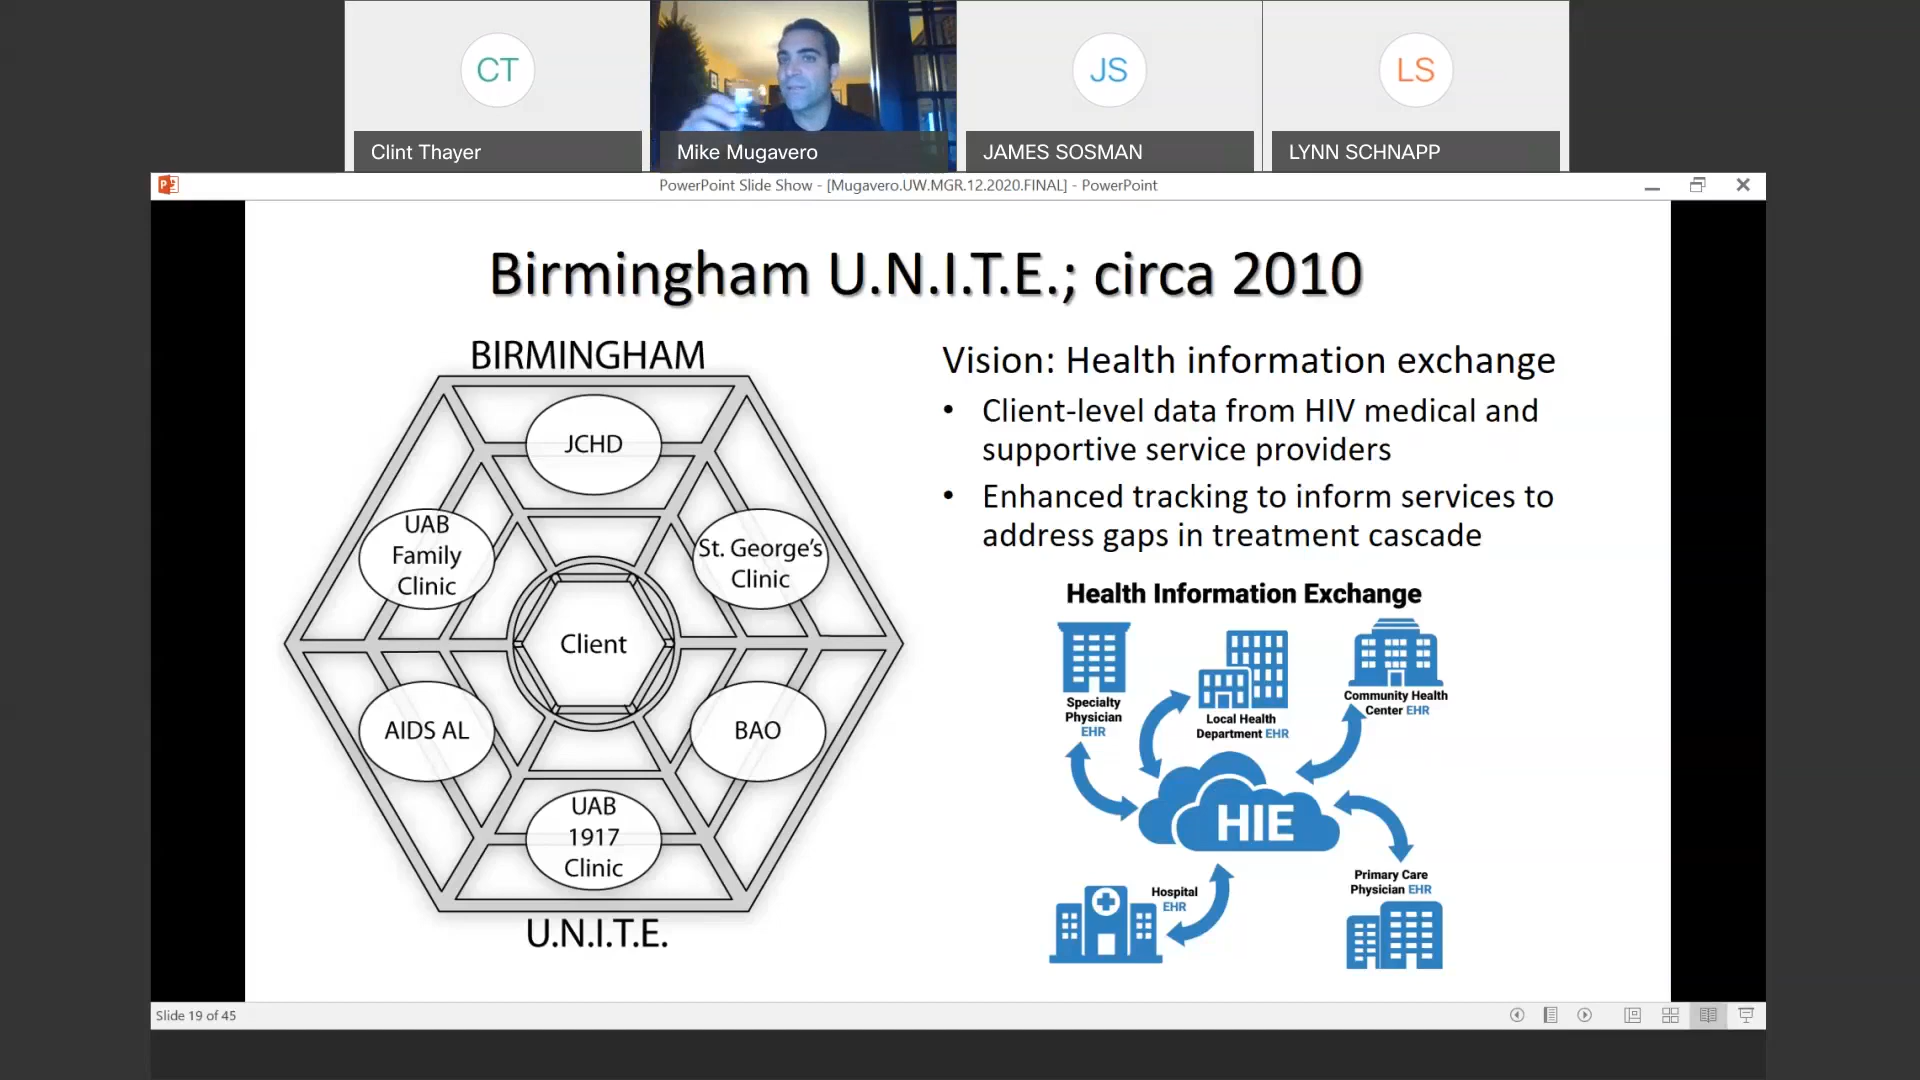 CT
JS
LS
Clint Thayer
Mike Mugavero
JAMES SOSMAN
LYNN SCHNAPP
PowerPoint Slide Show - [Mugavero.UW.MGR.12.2020.FINAL] - PowerPoint
Birmingham U.N.I.T.E.; circa 2010
BIRMINGHAM
JCHD
UAB
Family
Clinic
St. George's
Clinic
Client
AIDS AL
BAO
UAB
1917
Clinic
U.N.I.T.E.
Vision: Health information exchange
• Client-level data from HIV medical and
supportive service providers
• Enhanced tracking to inform services to
address gaps in treatment cascade
Health Information Exchange
Specialty
Physician
EHR
Local Health
Department EHR
Community Health
Center EHR
HIE
Hospital
EHR
Primary Care
Physician EHR
Slide 19 of 45